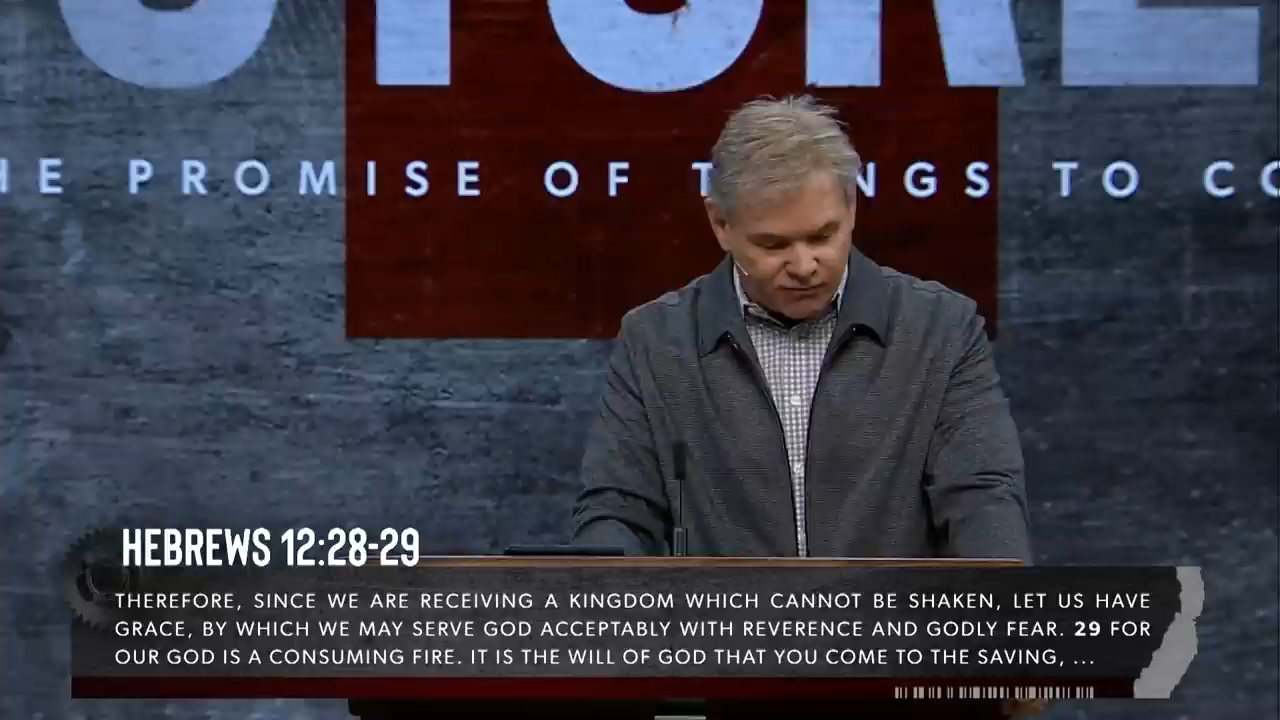 THE PROMISE OF THINGS TO CO
HEBREWS 12:28-29
THEREFORE, SINCE WE ARE RECEIVING A KINGDOM WHICH CANNOT BE SHAKEN, LET US HAVE
GRACE, BY WHICH WE MAY SERVE GOD ACCEPTABLY WITH REVERENCE AND GODLY FEAR. 29 FOR
OUR GOD IS A CONSUMING FIRE. IT IS THE WILL OF GOD THAT YOU COME TO THE SAVING, ...